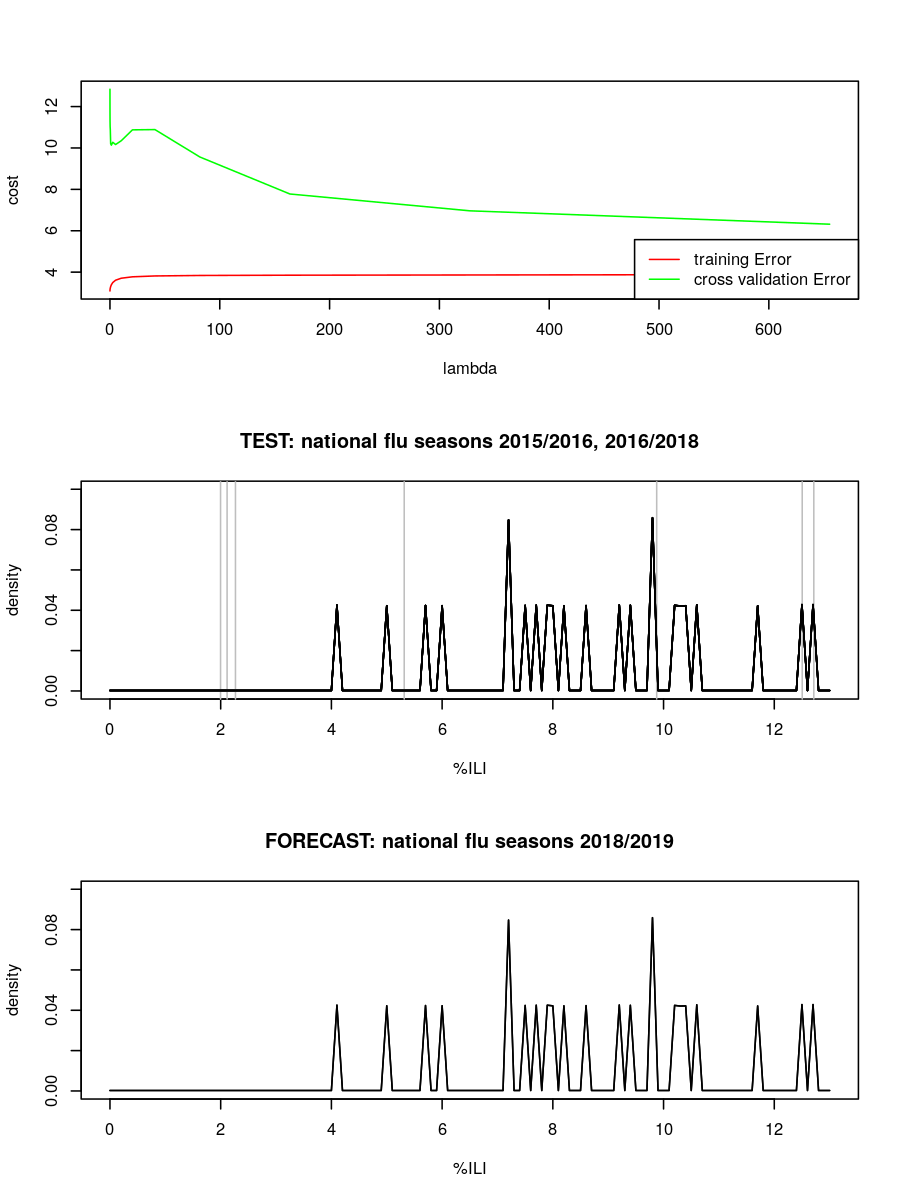 12
10
8
6
4
cost
training Error
cross validation Error
0 100 200 300 400 500 600
lambda
TEST: national flu seasons 2015/2016, 2016/2018
0.08
0.04
0.00
density
0 2 4 6 8 10 12
%ILI
FORECAST: national flu seasons 2018/2019
0.08
0.04
0.00
density
0 2 4 6 8 10 12
%ILI